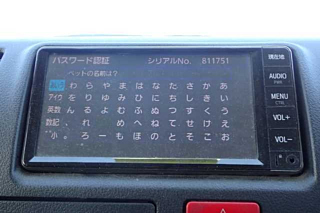 パスワード認証 シリアルNo. 811751
ペットの名前は?
わ ら や ま は な た さ か あ
アイウ を り ゆ み ひ に ち し き い
英数 ん る よ む ふ ぬ つ す く う
数記 、 れ め へ ね て せ け え
小 。 ろ ー も ほ の と そ こ お
現在地
AUDIO
PWR
MENU
VOL+
VOL−